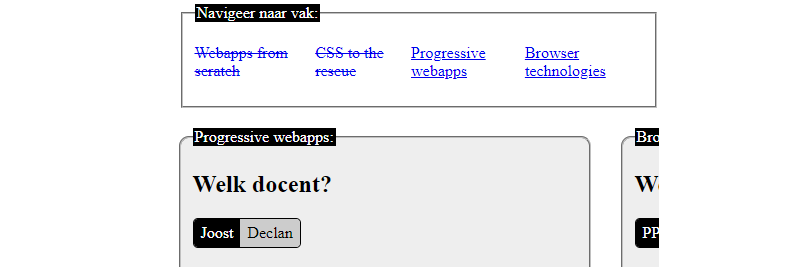 Navigeer naar vak:
Webapps from scratch
CSS to the rescue
Progressive webapps
Browser technologies
Progressive webapps:
Bro
Welk docent?
We
Joost Declan
PP